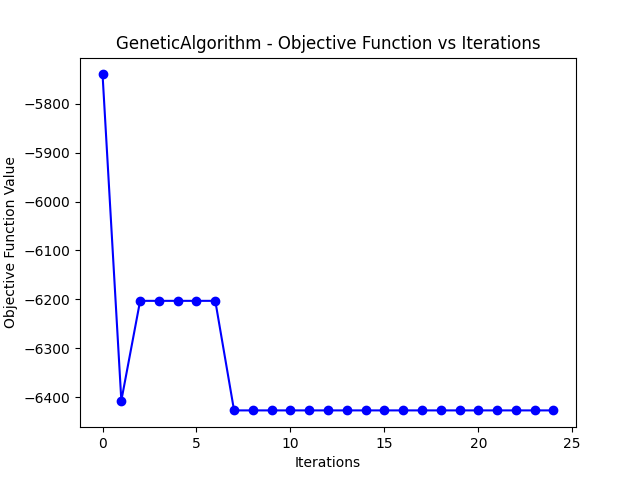 GeneticAlgorithm - Objective Function vs Iterations
Objective Function Value
−5800
−5900
−6000
−6100
−6200
−6300
−6400
0 5 10 15 20 25
Iterations